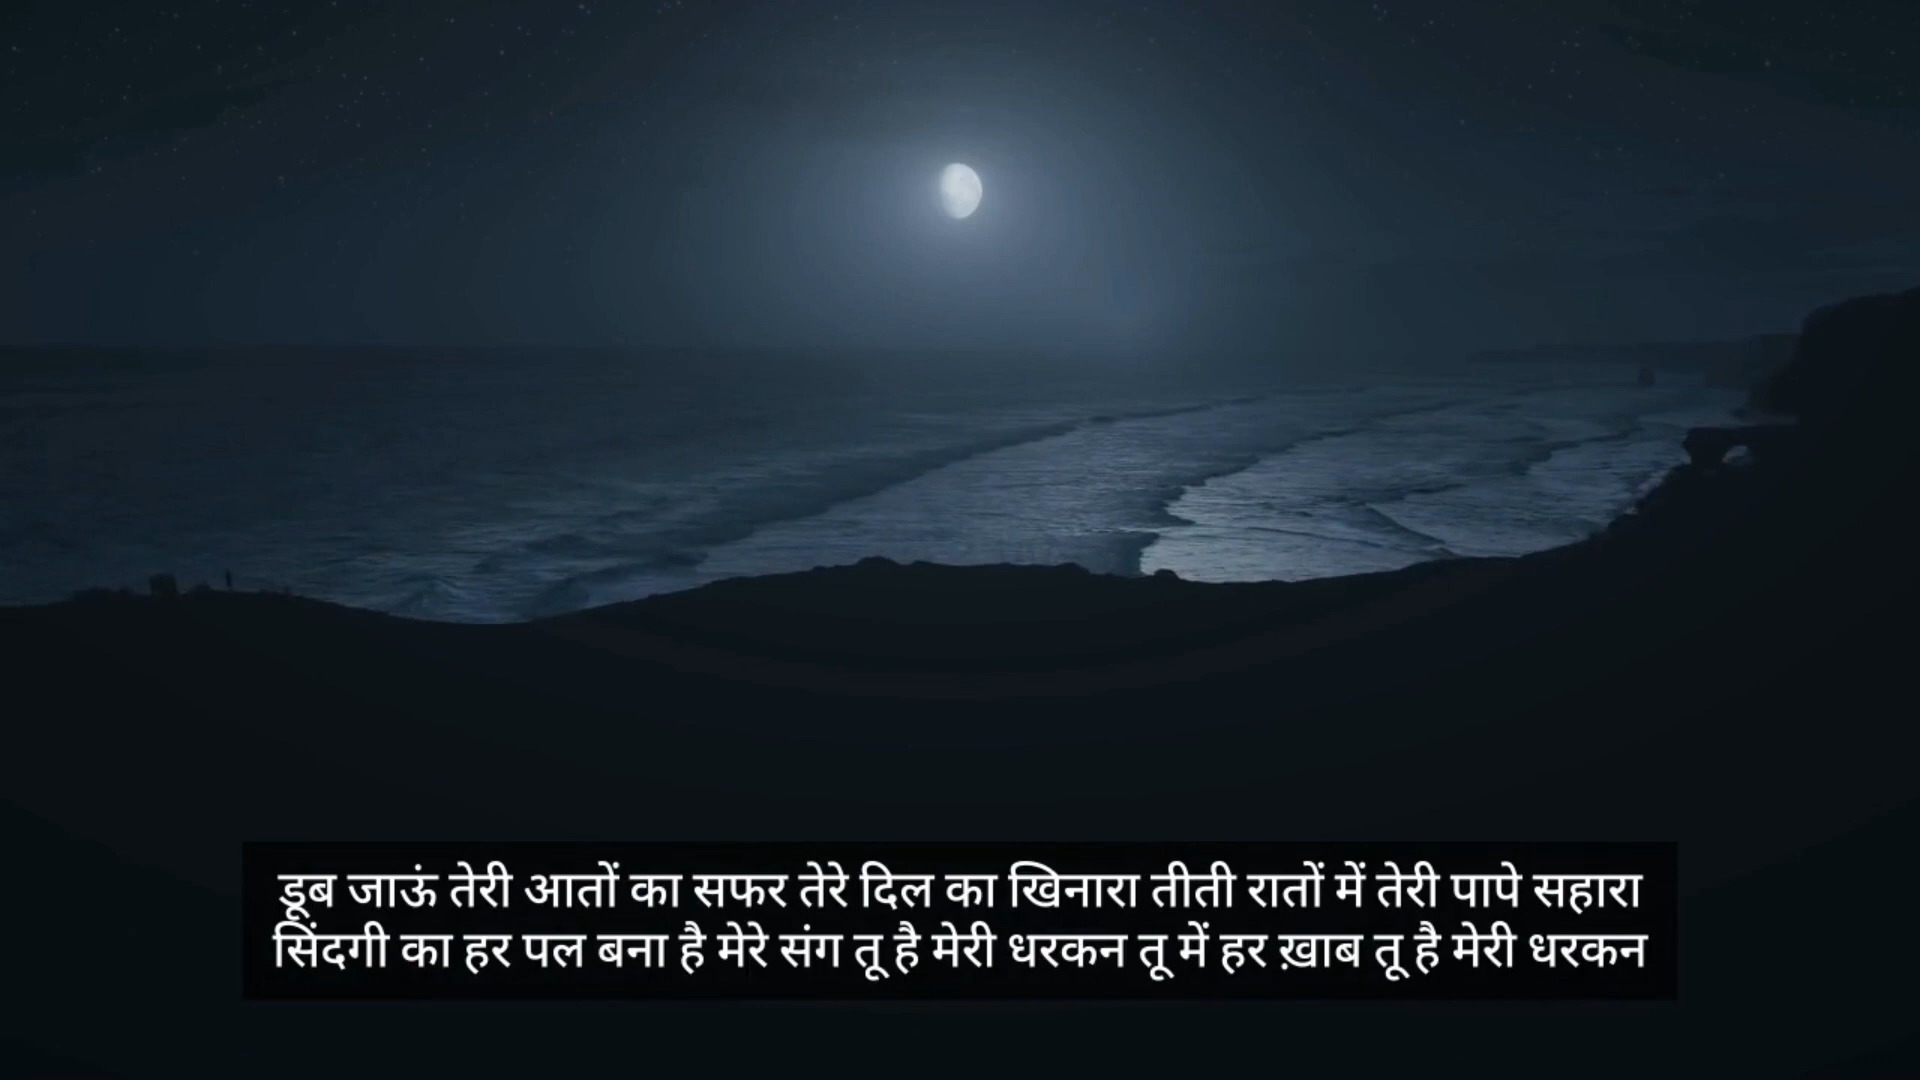 डूब जाऊं तेरी आतों का सफर तेरे दिल का खिनारा तीती रातों में तेरी पापे सहारा
सिंदगी का हर पल बना है मेरे संग तू है मेरी धरकन तू में हर ख़ाब तू है मेरी धरकन